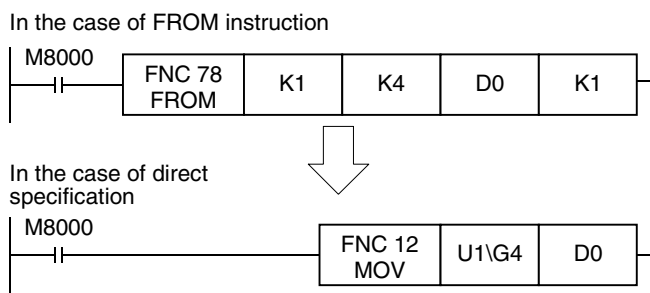 In the case of FROM instruction
M8000
FNC 78
FROM
K1
K4
D0
K1
In the case of direct
specification
M8000
FNC 12
MOV
U1\G4
D0